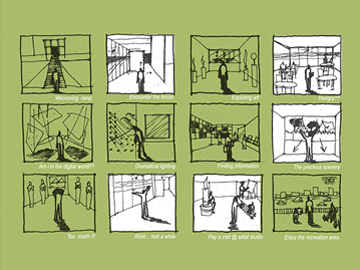 Welcoming ramp
Encounter the forum
Exploring art
Hungry!!
Am I in the digital world??
Dramatical lighting
Finding information
The precious scenery
Too much !!!
Ahhh... rest a while
Pay a visit @ artist studio
Enjoy the recreation area..